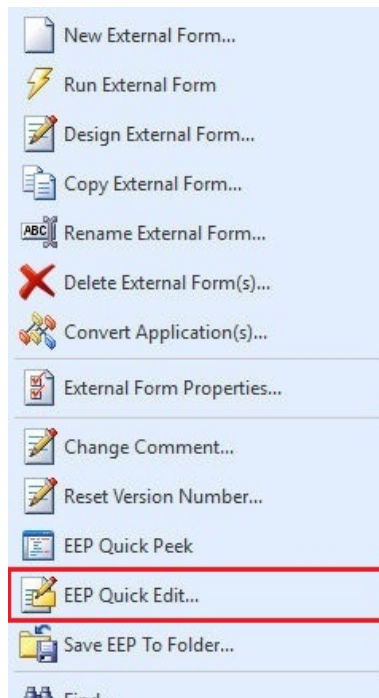 New External Form...
Run External Form
Design External Form...
Copy External Form...
ABC Rename External Form...
Delete External Form(s)...
Convert Application(s)...
External Form Properties...
Change Comment...
Reset Version Number...
EEP Quick Peek
EEP Quick Edit...
Save EEP To Folder...